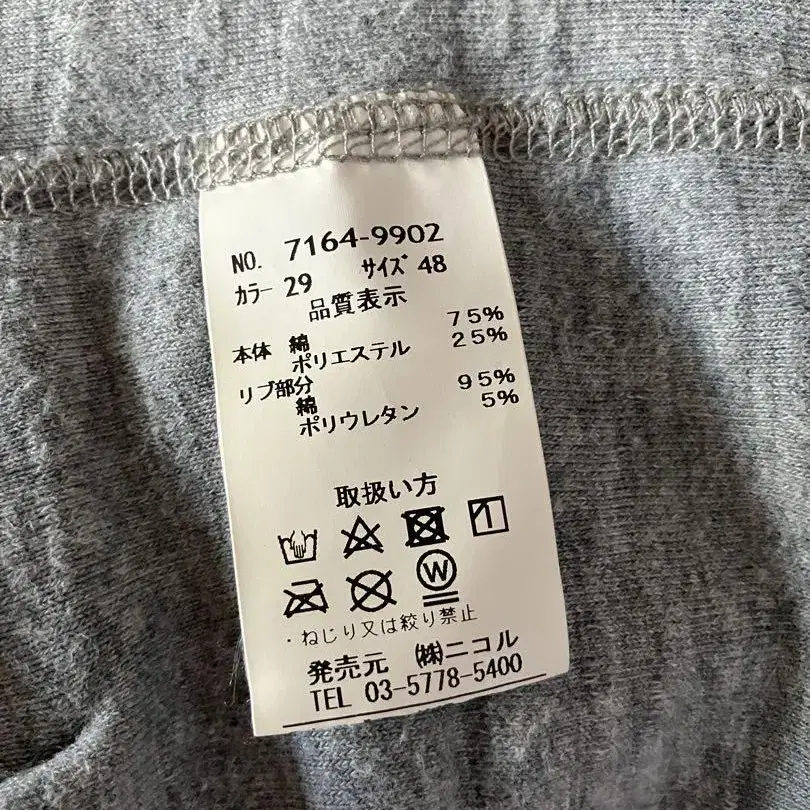 NO. 7164-9902
ｶﾗｰ 29 ｻｲｽﾞ 48
品質表示
本体 綿 75%
ポリエステル 25%
リブ部分
綿 95%
ポリウレタン 5%
取扱い方
W
・ねじり又は絞り禁止
発売元 ㈱ニコル
TEL 03-5778-5400